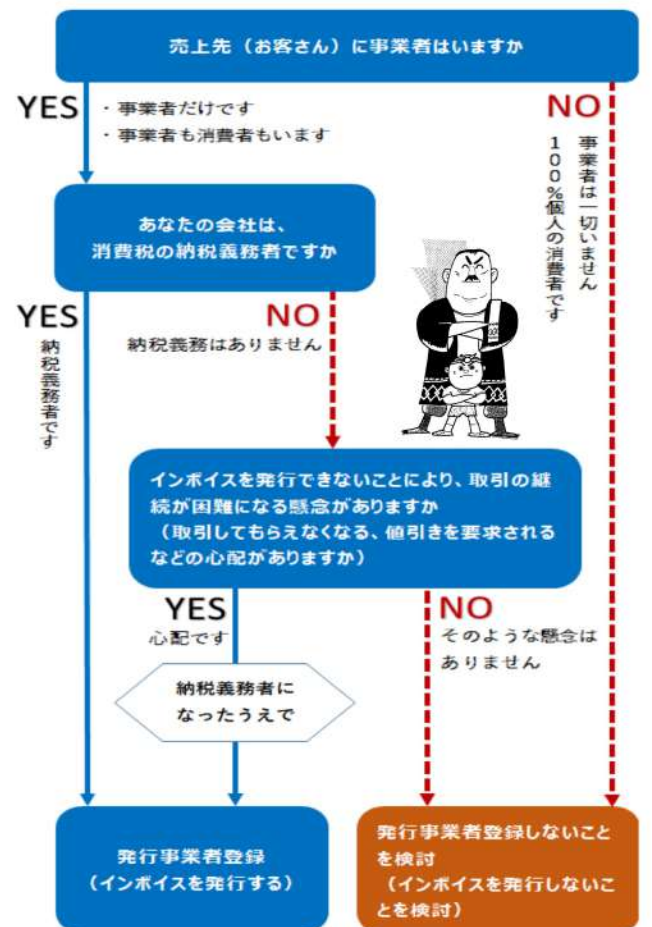 売上先（お客さん）に事業者はいますか
YES
・事業者だけです
・事業者も消費者もいます
NO
事業者は一切いません
１００％個人の消費者です
あなたの会社は、
消費税の納税義務者ですか
YES
納税義務者です
NO
納税義務はありません
インボイスを発行できないことにより、取引の継
続が困難になる懸念がありますか
（取引してもらえなくなる、値引きを要求される
などの心配がありますか）
YES
心配です
NO
そのような懸念は
ありません
納税義務者に
なったうえで
発行事業者登録
（インボイスを発行する）
発行事業者登録しないこと
を検討
（インボイスを発行しないこ
とを検討）